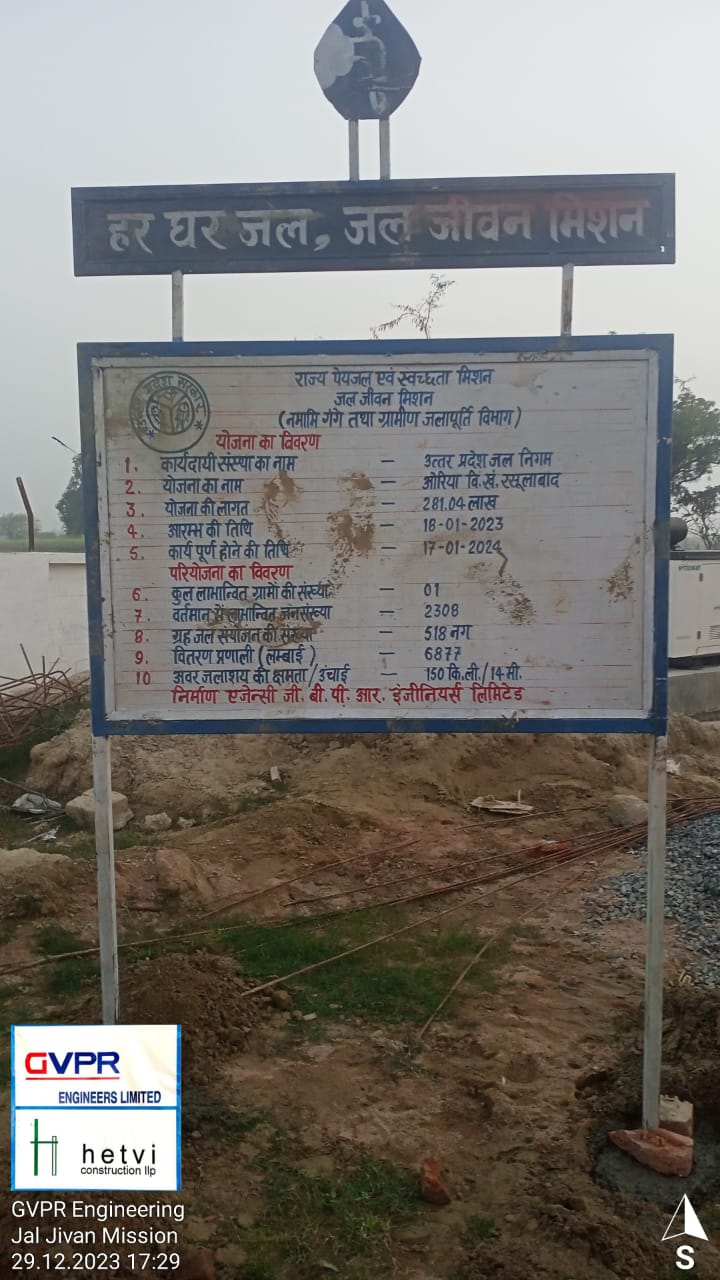 हर घर जल, जल जीवन मिशन
राज्य पेयजल एवं स्वच्छता मिशन
जल जीवन मिशन
(नमामि गंगे तथा ग्रामीण जलापूर्ति विभाग)
योजना का विवरण
1. कार्यदायी संस्था का नाम – उत्तर प्रदेश जल निगम
2. योजना का नाम – ओरिया वि.खं. रसूलाबाद
3. योजना की लागत – 281.04 लाख
4. आरम्भ की तिथि – 18-01-2023
5. कार्य पूर्ण होने की तिथि – 17-01-2024
परियोजना का विवरण
6. कुल लाभान्वित ग्रामो की संख्या – 01
7. वर्तमान में लाभान्वित जनसंख्या – 2308
8. ग्रह जल संयोजन की संख्या – 518 नग
9. वितरण प्रणाली (लम्बाई) – 6877
10 अवर जलाशय की क्षमता/उंचाई – 150 कि.ली./14 मी.
निर्माण एजेन्सी जी. बी. पी. आर. इंजीनियर्स लिमिटेड
GVPR
ENGINEERS LIMITED
hetvi
construction llp
GVPR Engineering
Jal Jivan Mission
29.12.2023 17:29
S